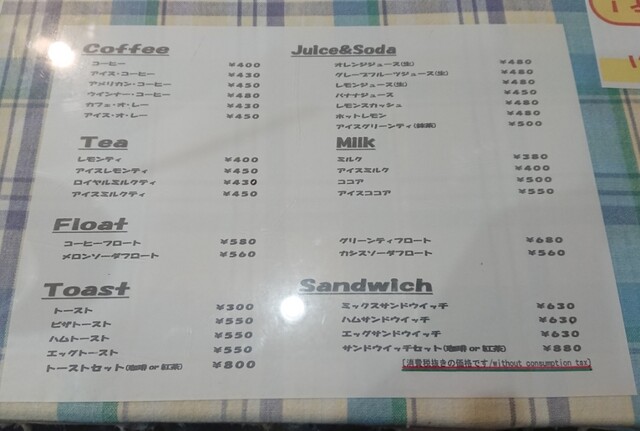 Coffee
コーヒー ¥400
アイス・コーヒー ¥430
アメリカン・コーヒー ¥450
ウインナー・コーヒー ¥480
カフェ・オ・レー ¥430
アイス・オ・レー ¥450
Tea
レモンティ ¥400
アイスレモンティ ¥450
ロイヤルミルクティ ¥430
アイスミルクティ ¥450
Float
コーヒーフロート ¥580
メロンソーダフロート ¥560
Toast
トースト ¥300
ピザトースト ¥550
ハムトースト ¥550
エッグトースト ¥550
トーストセット(珈琲 or 紅茶) ¥800
Juice&Soda
オレンジジュース(生) ¥480
グレープフルーツジュース(生) ¥480
レモンジュース(生) ¥480
バナナジュース ¥450
レモンスカッシュ ¥480
ホットレモン ¥480
アイスグリーンティ(抹茶) ¥500
Milk
ミルク ¥380
アイスミルク ¥400
ココア ¥500
アイスココア ¥550
グリーンティフロート ¥680
カシスソーダフロート ¥560
Sandwich
ミックスサンドウイッチ ¥630
ハムサンドウイッチ ¥630
エッグサンドウイッチ ¥630
サンドウイッチセット(珈琲 or 紅茶) ¥880
[消費税抜きの価格です/without consumption tax]